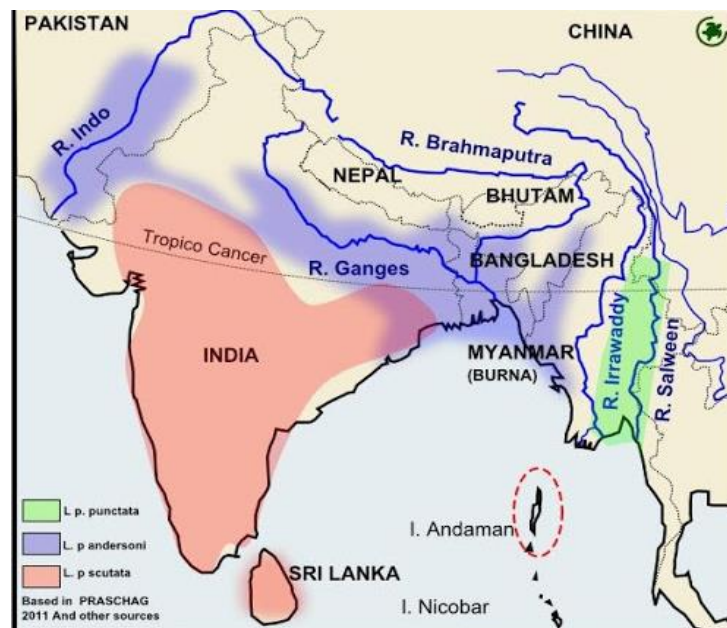 PAKISTAN
CHINA
R. Indo
R. Brahmaputra
NEPAL
BHUTAM
Tropico Cancer
R. Ganges
BANGLADESH
INDIA
MYANMAR
(BURNA)
R. Irrawaddy
R. Salween
L p. punctata
L. p andersoni
L. p scutata
Based in PRASCHAG
2011 And other sources
SRI LANKA
I. Andaman
I. Nicobar